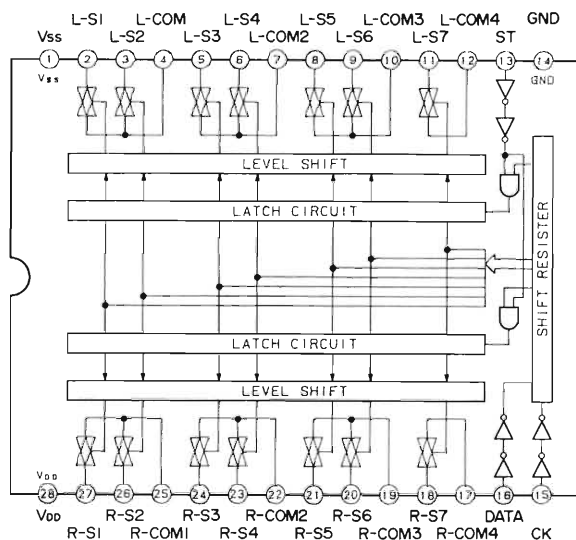 L-S1 L-COM L-S4 L-S5 L-COM3 L-COM4 GND
Vss L-S2 L-S3 L-COM2 L-S6 L-S7 ST
1 2 3 4 5 6 7 8 9 10 11 12 13 14
Vss GND
LEVEL SHIFT
LATCH CIRCUIT
SHIFT RESISTER
LATCH CIRCUIT
LEVEL SHIFT
VDD
28 27 26 25 24 23 22 21 20 19 18 17 16 15
VDD R-S2 R-S3 R-COM2 R-S6 R-S7 DATA
R-S1 R-COM1 R-S4 R-S5 R-COM3 R-COM4 CK